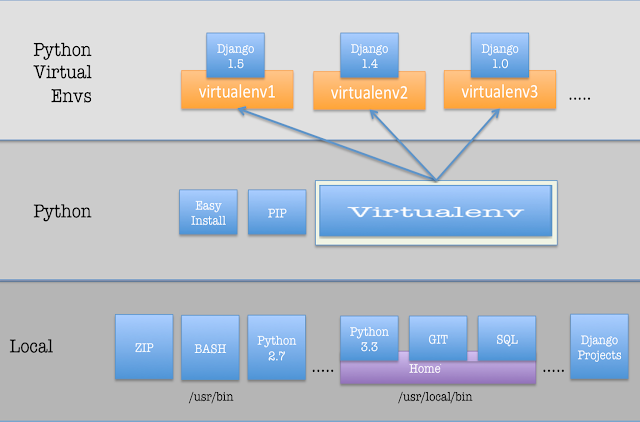 Python
Virtual
Envs
Django
1.5
virtualenv1
Django
1.4
virtualenv2
Django
1.0
virtualenv3
.....
Python
Easy
Install
PIP
Virtualenv
Local
ZIP
BASH
Python
2.7
.....
Python
3.3
GIT
SQL
Home
.....
Django
Projects
/usr/bin
/usr/local/bin